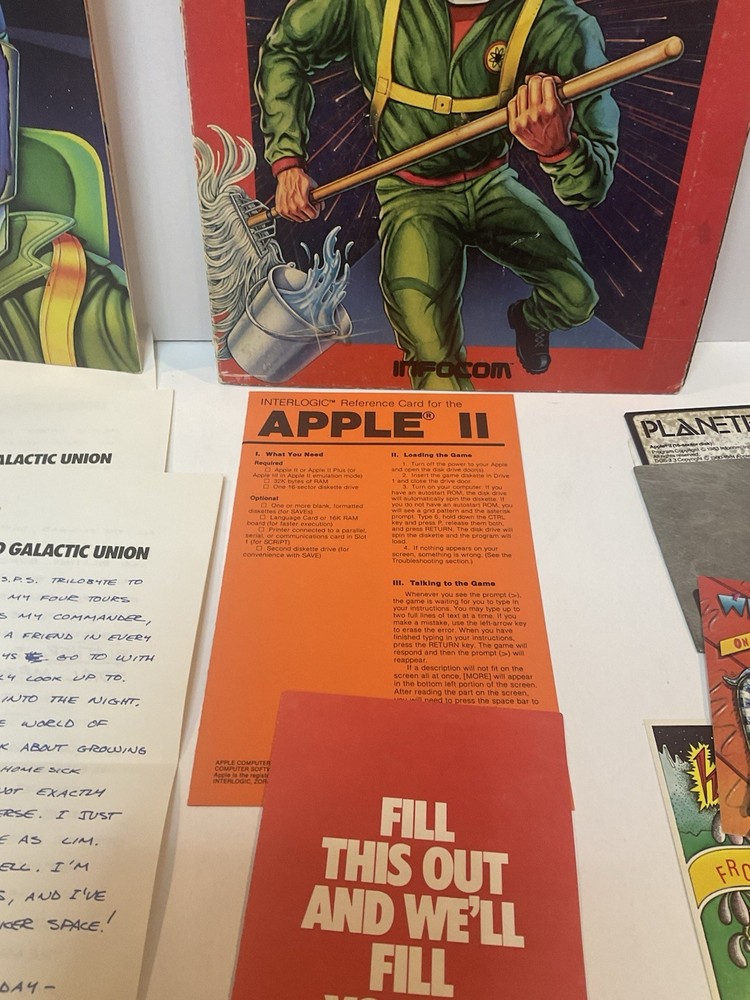 INFOCOM™
INTERLOGIC™ Reference Card for the
APPLE® II
I. What You Need
Required
□ Apple II or Apple II Plus (or
Apple III in Apple II emulation mode)
□ 32K bytes of RAM
□ One 16-sector diskette drive
Optional
□ One or more blank, formatted
diskettes (for SAVEs)
□ Language Card or 16K RAM
board (for faster execution)
□ Printer connected to a parallel,
serial, or communications card in Slot
1 (for SCRIPT)
□ Second diskette drive (for
convenience with SAVE)
II. Loading the Game
1. Turn off the power to your Apple
and open the disk drive door(s).
2. Insert the game diskette in Drive
1 and close the drive door.
3. Turn on your computer. If you
have an autostart ROM, the disk drive
will automatically spin the diskette. If
you do not have an autostart ROM, you
will see a grid pattern and the asterisk
prompt. Type 6, hold down the CTRL
key and press P, release them both,
and press RETURN. The disk drive will
spin the diskette and the program will
load.
4. If nothing appears on your
screen, something is wrong. (See the
Troubleshooting section.)
III. Talking to the Game
Whenever you see the prompt (>),
the game is waiting for you to type in
your instructions. You may type up to
two full lines of text at a time. If you
make a mistake, use the left-arrow key
to erase the error. When you have
finished typing in your instructions,
press the RETURN key. The game will
respond and then the prompt (>) will
reappear.
If a description will not fit on the
screen all at once, [MORE] will appear
in the bottom left portion of the screen.
After reading the part on the screen,
you will need to press the space bar to
APPLE COMPUTER
COMPUTER SOFTW
Apple is the regist
INTERLOGIC, ZOR
ALACTIC UNION
D GALACTIC UNION
S.P.S. TRILOBYTE TO
MY FOUR TOURS
S MY COMMANDER,
A FRIEND IN EVERY
GO TO WITH
LY LOOK UP TO.
INTO THE NIGHT.
E WORLD OF
K ABOUT GROWING
HOMESICK
NOT EXACTLY
ERSE. I JUST
E AS LIM.
ELL. I'M
S, AND I'VE
KER SPACE!
DAY-
FILL
THIS OUT
AND WE'LL
FILL
PLANETF
ON
FRO